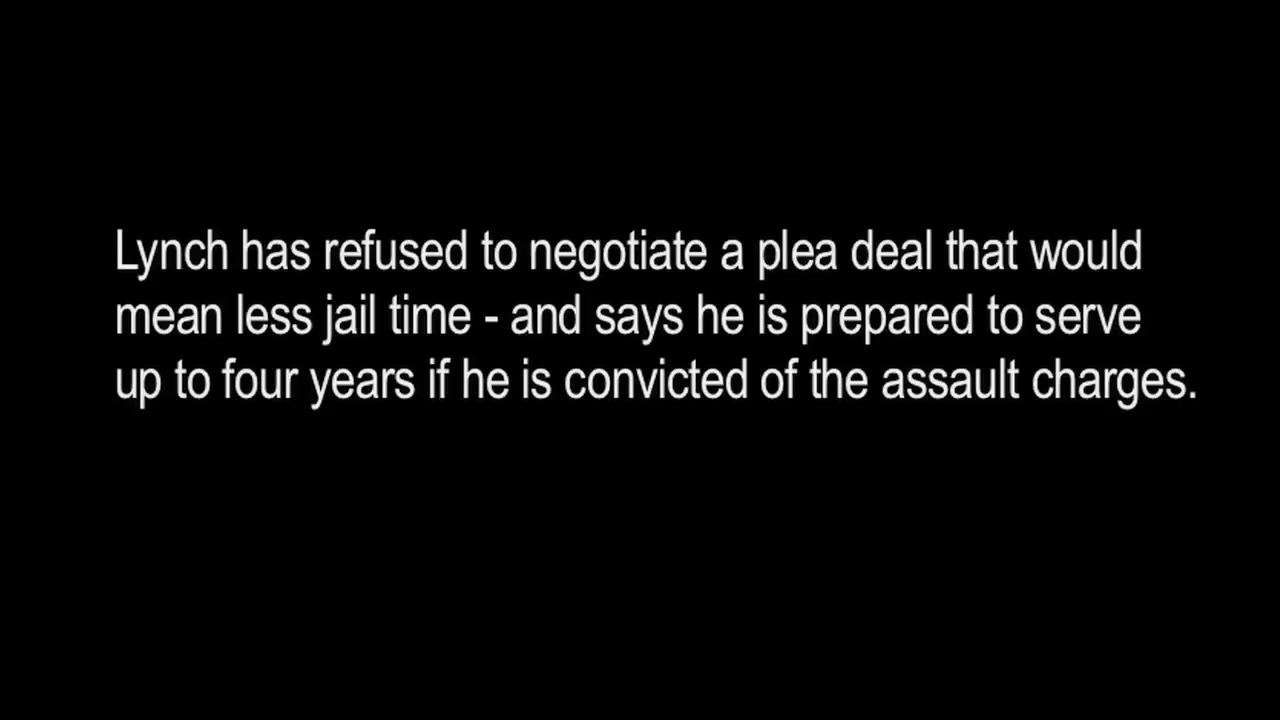 Lynch has refused to negotiate a plea deal that would
mean less jail time - and says he is prepared to serve
up to four years if he is convicted of the assault charges.